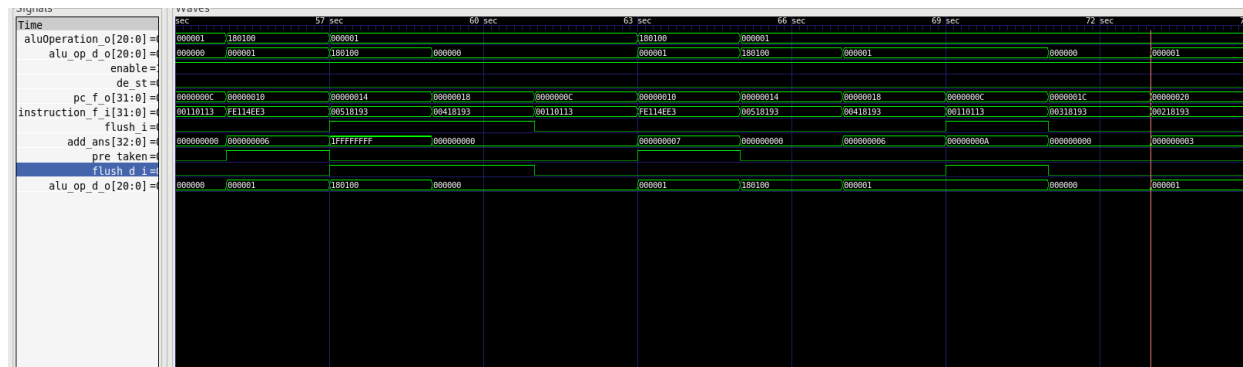 Signals Waves
Time sec 57 sec 60 sec 63 sec 66 sec 69 sec 72 sec
aluOperation_o[20:0] 000001 180100 000001 180100 000001
alu_op_d_o[20:0] 000000 000001 180100 000000 000001 180100 000001 000000 000001
enable=
de_st=
pc_f_o[31:0] 0000000C 00000010 00000014 00000018 0000000C 00000010 00000014 00000018 0000000C 0000001C 00000020
instruction_f_i[31:0] 00110113 FE114EE3 00518193 00418193 00110113 FE114EE3 00518193 00418193 00110113 00318193 00218193
flush_i=
add_ans[32:0] 000000000 000000006 1FFFFFFFF 000000000 000000007 000000000 000000006 00000000A 000000000 000000003
pre_taken=
flush_d_i=
alu_op_d_o[20:0] 000000 000001 180100 000000 000001 180100 000001 000000 000001